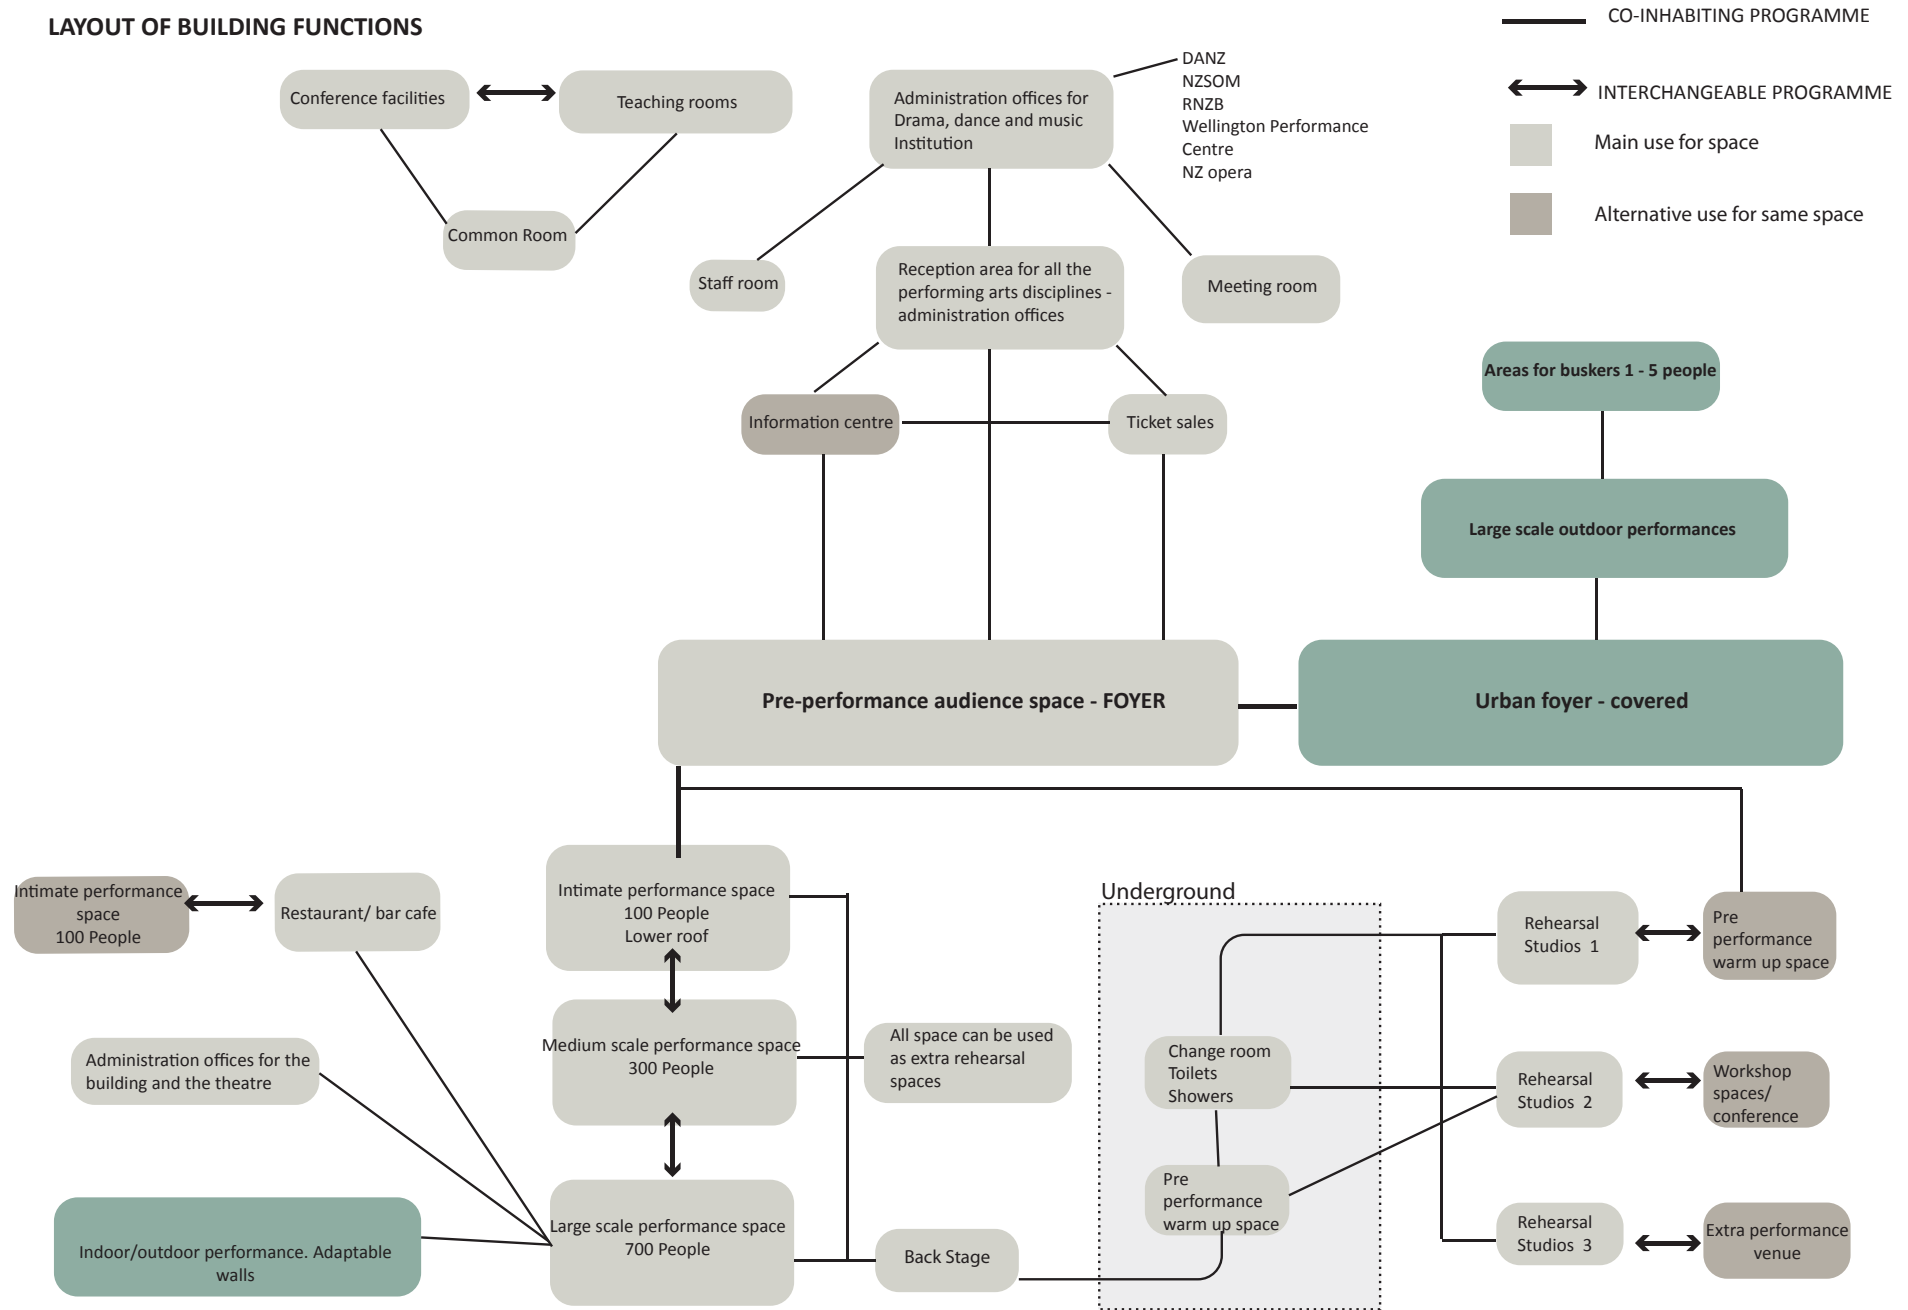 LAYOUT OF BUILDING FUNCTIONS
CO-INHABITING PROGRAMME
INTERCHANGEABLE PROGRAMME
Main use for space
Alternative use for same space
Conference facilities
Teaching rooms
Common Room
Administration offices for
Drama, dance and music
Institution
DANZ
NZSOM
RNZB
Wellington Performance
Centre
NZ opera
Staff room
Reception area for all the
performing arts disciplines -
administration offices
Meeting room
Information centre
Ticket sales
Areas for buskers 1 - 5 people
Large scale outdoor performances
Pre-performance audience space - FOYER
Urban foyer - covered
Intimate performance
space
100 People
Restaurant/ bar cafe
Intimate performance space
100 People
Lower roof
Administration offices for the
building and the theatre
Medium scale performance space
300 People
All space can be used
as extra rehearsal
spaces
Indoor/outdoor performance. Adaptable
walls
Large scale performance space
700 People
Back Stage
Underground
Change room
Toilets
Showers
Pre
performance
warm up space
Rehearsal
Studios 1
Pre
performance
warm up space
Rehearsal
Studios 2
Workshop
spaces/
conference
Rehearsal
Studios 3
Extra performance
venue